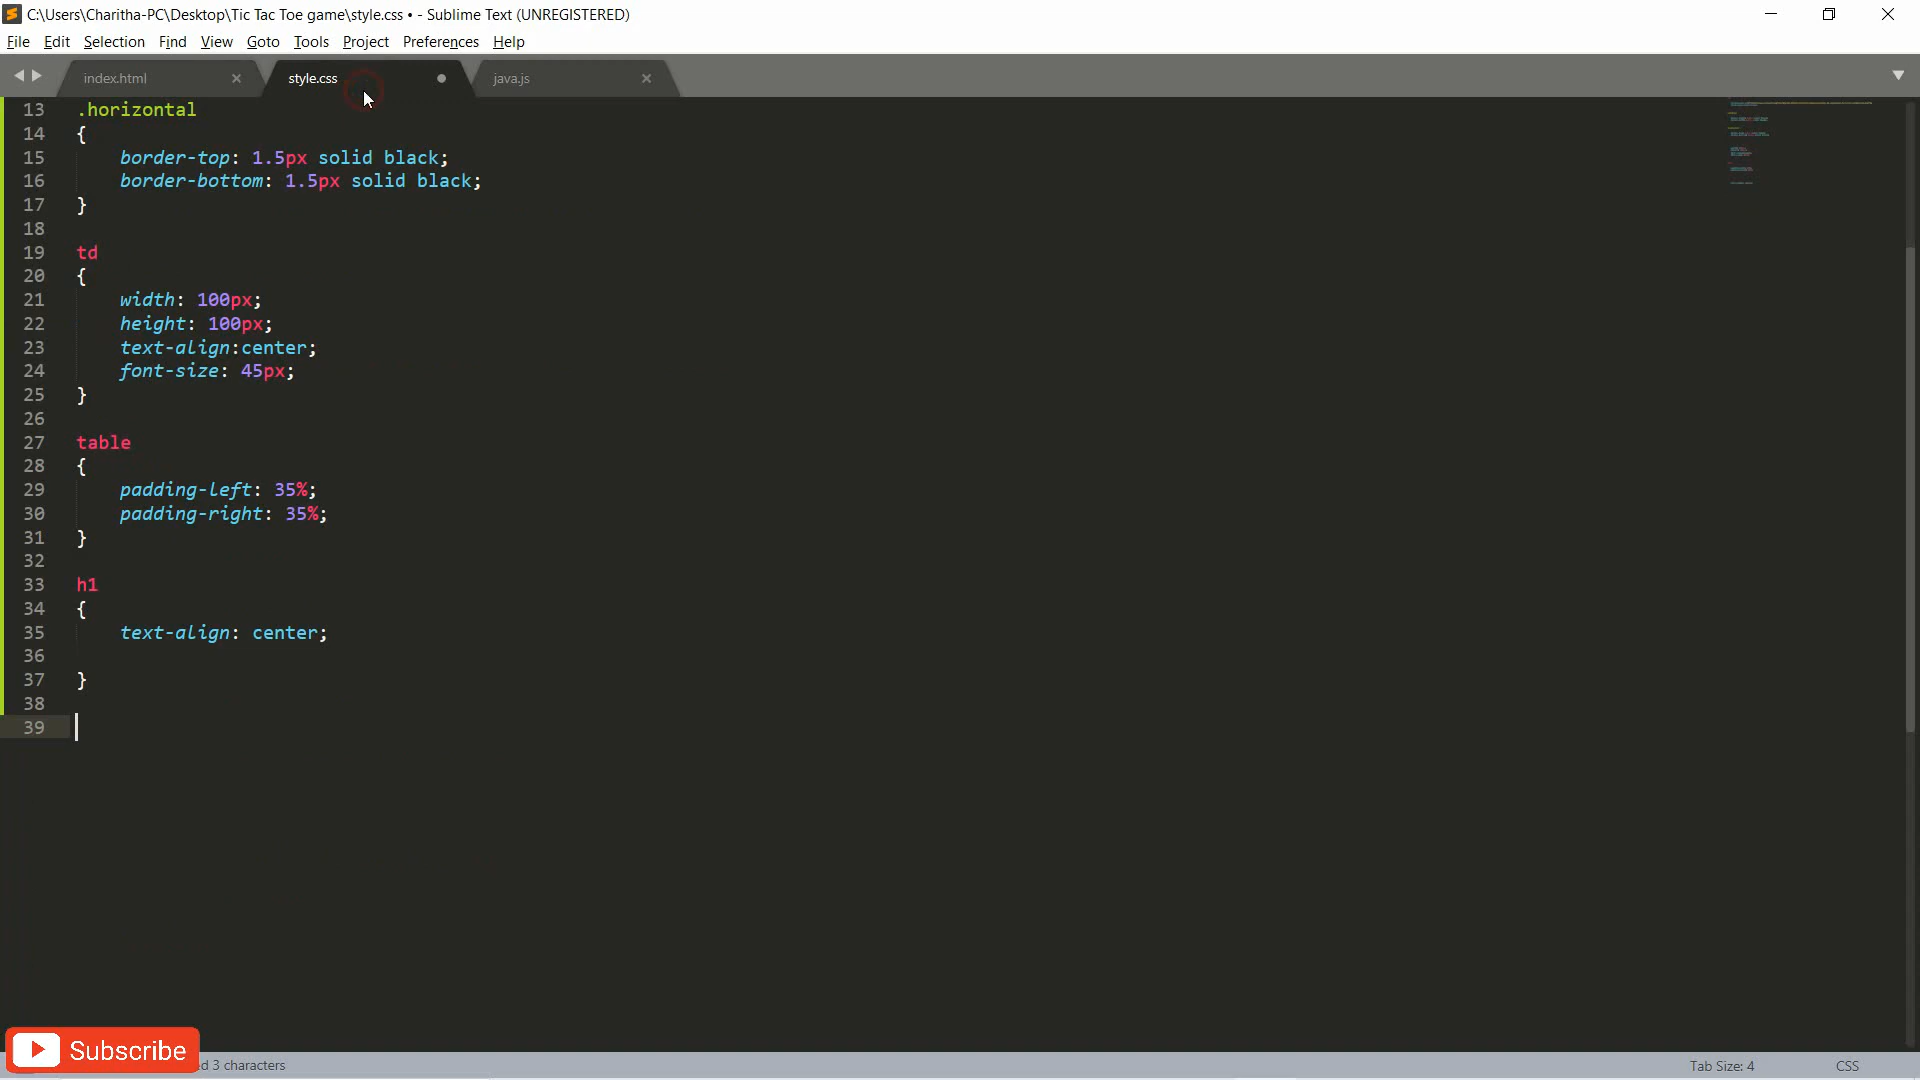 C:\Users\Charitha-PC\Desktop\Tic Tac Toe game\style.css • - Sublime Text (UNREGISTERED)
File Edit Selection Find View Goto Tools Project Preferences Help
index.html style.css java.js
13 .horizontal
14 {
15 border-top: 1.5px solid black;
16 border-bottom: 1.5px solid black;
17 }
18
19 td
20 {
21 width: 100px;
22 height: 100px;
23 text-align:center;
24 font-size: 45px;
25 }
26
27 table
28 {
29 padding-left: 35%;
30 padding-right: 35%;
31 }
32
33 h1
34 {
35 text-align: center;
36
37 }
38
39
Subscribe
ed 3 characters Tab Size: 4 CSS